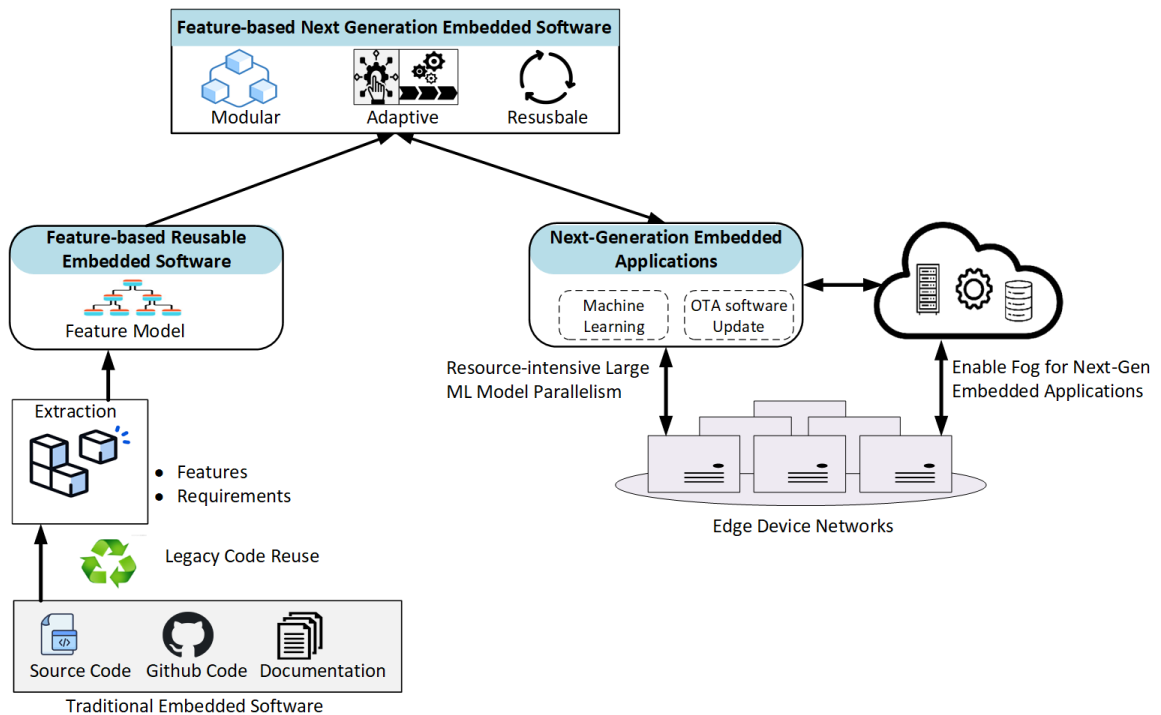 Feature-based Next Generation Embedded Software
Modular
Adaptive
Resusbale
Feature-based Reusable
Embedded Software
Feature Model
Next-Generation Embedded
Applications
Machine
Learning
OTA software
Update
Resource-intensive Large
ML Model Parallelism
Enable Fog for Next-Gen
Embedded Applications
Extraction
● Features
● Requirements
Edge Device Networks
Legacy Code Reuse
</>
Source Code
Github Code
Documentation
Traditional Embedded Software